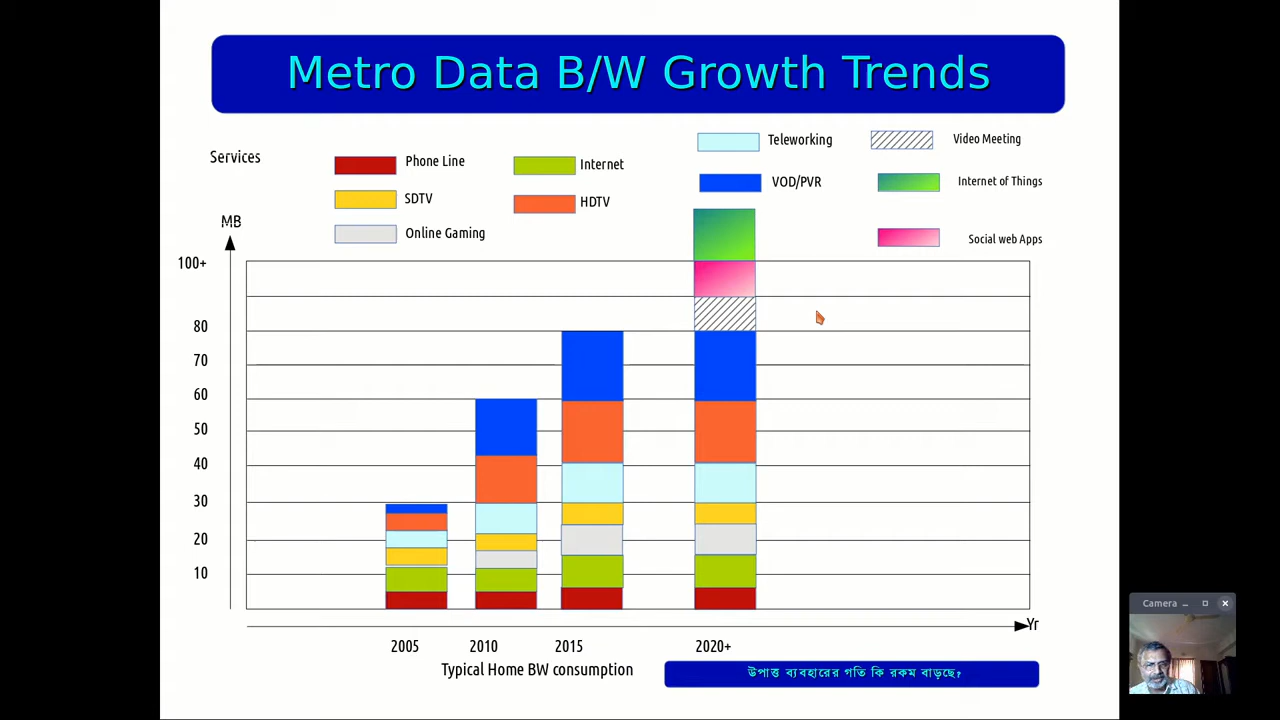 Metro Data B/W Growth Trends
Services
Phone Line
Internet
Teleworking
Video Meeting
SDTV
HDTV
VOD/PVR
Internet of Things
Online Gaming
Social web Apps
MB
100+
80
70
60
50
40
30
20
10
Yr
2005 2010 2015 2020+
Typical Home BW consumption
উপাত্ত ব্যবহারের গতি কি রকম বাড়ছে?
Camera